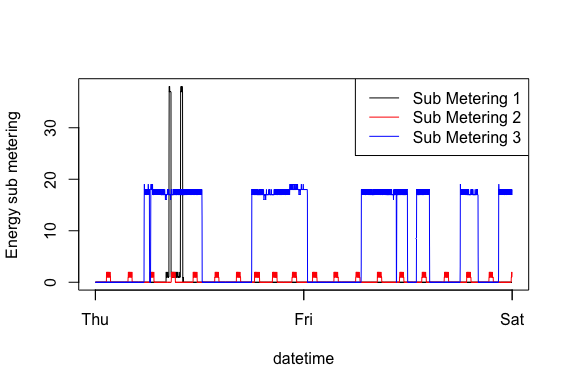 Sub Metering 1
Sub Metering 2
Sub Metering 3
Energy sub metering
30
20
10
0
Thu
Fri
Sat
datetime